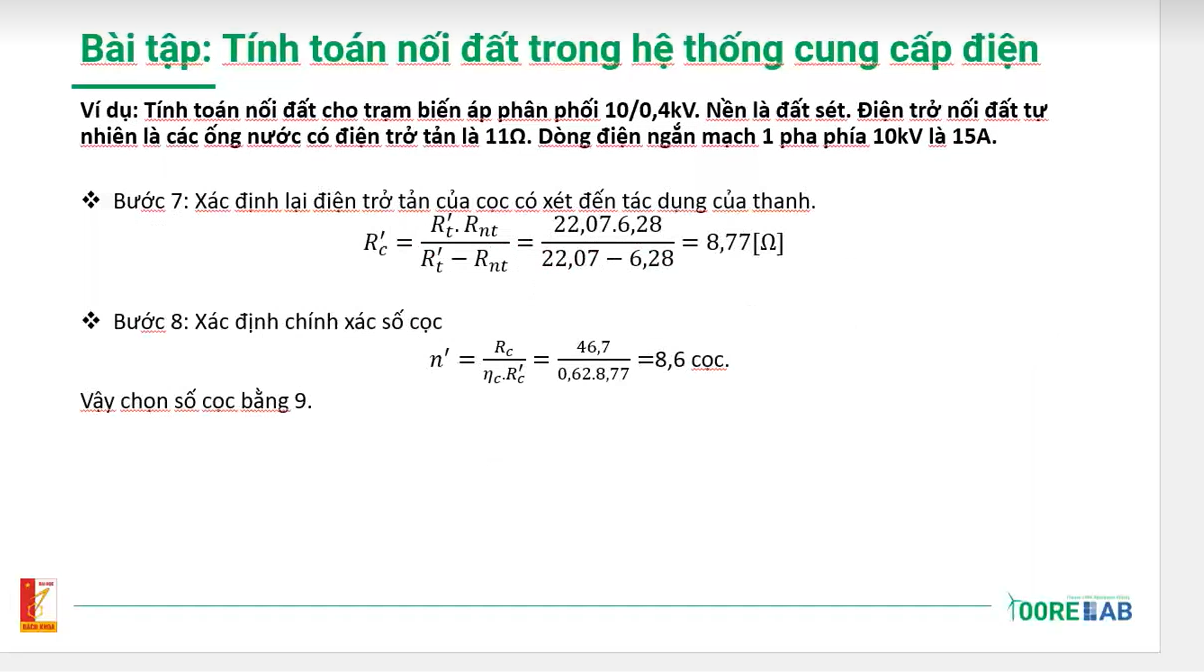 Bài tập: Tính toán nối đất trong hệ thống cung cấp điện
Ví dụ: Tính toán nối đất cho trạm biến áp phân phối 10/0,4kV. Nền là đất sét. Điện trở nối đất tự
nhiên là các ống nước có điện trở tản là 11Ω. Dòng điện ngắn mạch 1 pha phía 10kV là 15A.
❖ Bước 7: Xác định lại điện trở tản của cọc có xét đến tác dụng của thanh.
R'c = R't.Rnt / (R't − Rnt) = 22,07.6,28 / (22,07 − 6,28) = 8,77[Ω]
❖ Bước 8: Xác định chính xác số cọc
n' = Rc / (ηc.R'c) = 46,7 / (0,62.8,77) =8,6 cọc.
Vậy chọn số cọc bằng 9.
BÁCH KHOA
OORE LAB